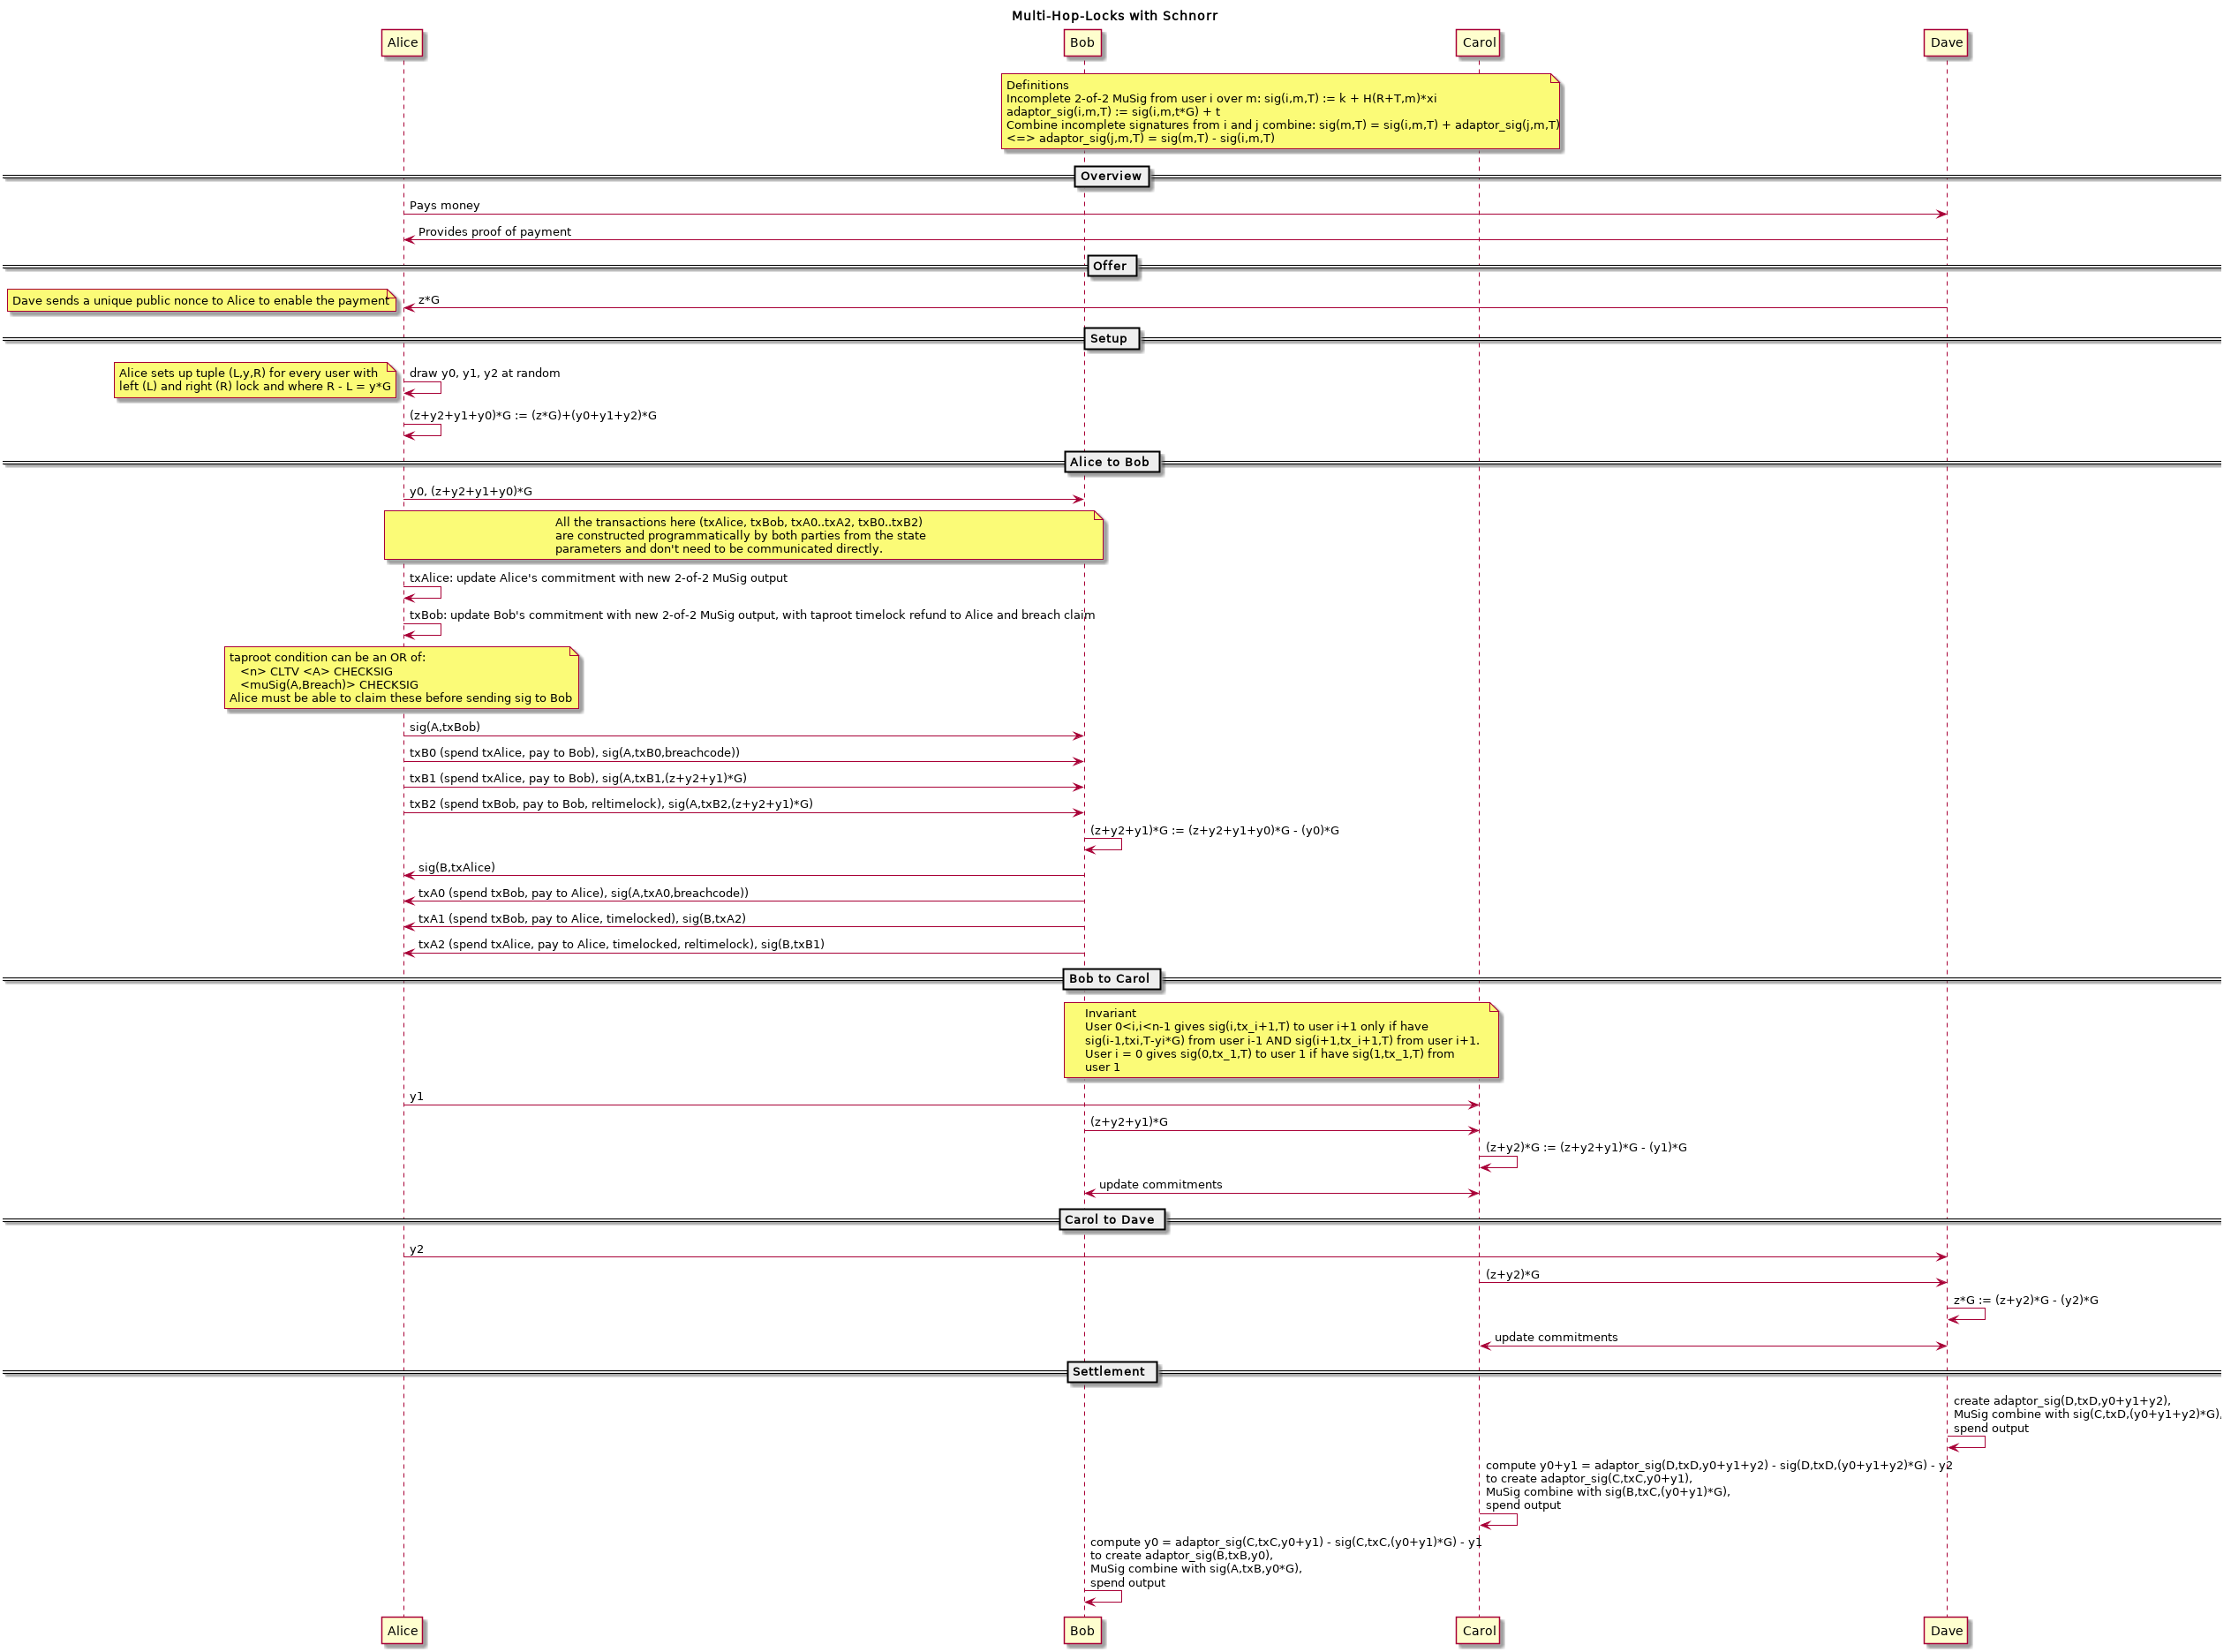 Multi-Hop-Locks with Schnorr
Alice
Bob
Carol
Dave
Definitions
Incomplete 2-of-2 MuSig from user i over m: sig(i,m,T) := k + H(R+T,m)*xi
adaptor_sig(i,m,T) := sig(i,m,t*G) + t
Combine incomplete signatures from i and j combine: sig(m,T) = sig(i,m,T) + adaptor_sig(j,m,T)
<=> adaptor_sig(j,m,T) = sig(m,T) - sig(i,m,T)
Overview
Pays money
Provides proof of payment
Offer
Dave sends a unique public nonce to Alice to enable the payment
z*G
Setup
Alice sets up tuple (L,y,R) for every user with
left (L) and right (R) lock and where R - L = y*G
draw y0, y1, y2 at random
(z+y2+y1+y0)*G := (z*G)+(y0+y1+y2)*G
Alice to Bob
y0, (z+y2+y1+y0)*G
All the transactions here (txAlice, txBob, txA0..txA2, txB0..txB2)
are constructed programmatically by both parties from the state
parameters and don't need to be communicated directly.
txAlice: update Alice's commitment with new 2-of-2 MuSig output
txBob: update Bob's commitment with new 2-of-2 MuSig output, with taproot timelock refund to Alice and breach claim
taproot condition can be an OR of:
<n> CLTV <A> CHECKSIG
<muSig(A,Breach)> CHECKSIG
Alice must be able to claim these before sending sig to Bob
sig(A,txBob)
txB0 (spend txAlice, pay to Bob), sig(A,txB0,breachcode))
txB1 (spend txAlice, pay to Bob), sig(A,txB1,(z+y2+y1)*G)
txB2 (spend txBob, pay to Bob, reltimelock), sig(A,txB2,(z+y2+y1)*G)
(z+y2+y1)*G := (z+y2+y1+y0)*G - (y0)*G
sig(B,txAlice)
txA0 (spend txBob, pay to Alice), sig(A,txA0,breachcode))
txA1 (spend txBob, pay to Alice, timelocked), sig(B,txA2)
txA2 (spend txAlice, pay to Alice, timelocked, reltimelock), sig(B,txB1)
Bob to Carol
Invariant
User 0<i,i<n-1 gives sig(i,tx_i+1,T) to user i+1 only if have
sig(i-1,txi,T-yi*G) from user i-1 AND sig(i+1,tx_i+1,T) from user i+1.
User i = 0 gives sig(0,tx_1,T) to user 1 if have sig(1,tx_1,T) from
user 1
y1
(z+y2+y1)*G
(z+y2)*G := (z+y2+y1)*G - (y1)*G
update commitments
Carol to Dave
y2
(z+y2)*G
z*G := (z+y2)*G - (y2)*G
update commitments
Settlement
create adaptor_sig(D,txD,y0+y1+y2),
MuSig combine with sig(C,txD,(y0+y1+y2)*G),
spend output
compute y0+y1 = adaptor_sig(D,txD,y0+y1+y2) - sig(D,txD,(y0+y1+y2)*G) - y2
to create adaptor_sig(C,txC,y0+y1),
MuSig combine with sig(B,txC,(y0+y1)*G),
spend output
compute y0 = adaptor_sig(C,txC,y0+y1) - sig(C,txC,(y0+y1)*G) - y1
to create adaptor_sig(B,txB,y0),
MuSig combine with sig(A,txB,y0*G),
spend output
Alice
Bob
Carol
Dave